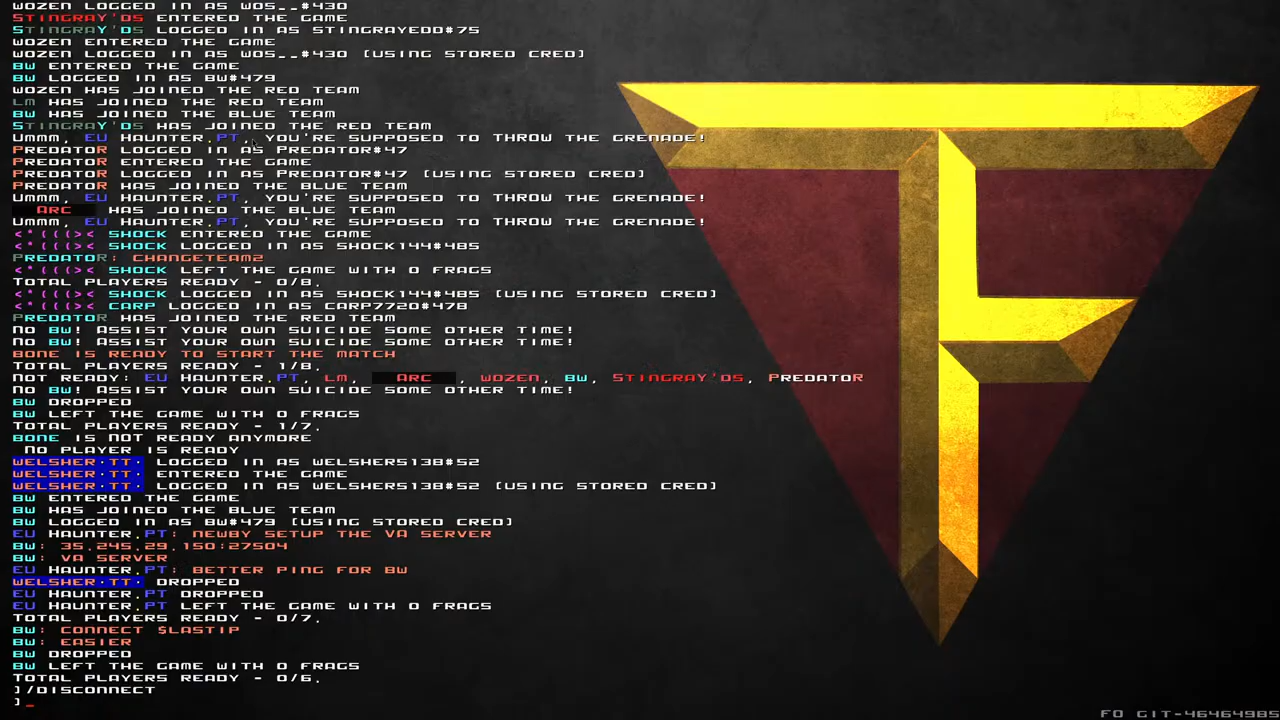 WOZEN LOGGED IN AS WOS__#430
STINGRAY'DS ENTERED THE GAME
STINGRAY'DS LOGGED IN AS STINGRAYEDD#75
WOZEN ENTERED THE GAME
WOZEN LOGGED IN AS WOS__#430 [USING STORED CRED]
BW ENTERED THE GAME
BW LOGGED IN AS BW#479
WOZEN HAS JOINED THE RED TEAM
LM HAS JOINED THE RED TEAM
BW HAS JOINED THE BLUE TEAM
STINGRAY'DS HAS JOINED THE RED TEAM
UMMM, EU HAUNTER.PT, YOU'RE SUPPOSED TO THROW THE GRENADE!
PREDATOR LOGGED IN AS PREDATOR#47
PREDATOR ENTERED THE GAME
PREDATOR LOGGED IN AS PREDATOR#47 [USING STORED CRED]
PREDATOR HAS JOINED THE BLUE TEAM
UMMM, EU HAUNTER.PT, YOU'RE SUPPOSED TO THROW THE GRENADE!
ARC HAS JOINED THE BLUE TEAM
UMMM, EU HAUNTER.PT, YOU'RE SUPPOSED TO THROW THE GRENADE!
<*(((>< SHOCK ENTERED THE GAME
<*(((>< SHOCK LOGGED IN AS SHOCK144#485
PREDATOR: CHANGETEAM2
<*(((>< SHOCK LEFT THE GAME WITH 0 FRAGS
TOTAL PLAYERS READY - 0/8.
<*(((>< SHOCK LOGGED IN AS SHOCK144#485 [USING STORED CRED]
<*(((>< CARP LOGGED IN AS CARP7720#478
PREDATOR HAS JOINED THE RED TEAM
NO BW! ASSIST YOUR OWN SUICIDE SOME OTHER TIME!
NO BW! ASSIST YOUR OWN SUICIDE SOME OTHER TIME!
BONE IS READY TO START THE MATCH
TOTAL PLAYERS READY - 1/8.
NOT READY: EU HAUNTER.PT, LM, ARC, WOZEN, BW, STINGRAY'DS, PREDATOR
NO BW! ASSIST YOUR OWN SUICIDE SOME OTHER TIME!
BW DROPPED
BW LEFT THE GAME WITH 0 FRAGS
TOTAL PLAYERS READY - 1/7.
BONE IS NOT READY ANYMORE
NO PLAYER IS READY
WELSHER·TT· LOGGED IN AS WELSHER5138#52
WELSHER·TT· ENTERED THE GAME
WELSHER·TT· LOGGED IN AS WELSHER5138#52 [USING STORED CRED]
BW ENTERED THE GAME
BW HAS JOINED THE BLUE TEAM
BW LOGGED IN AS BW#479 [USING STORED CRED]
EU HAUNTER.PT: NEWBY SETUP THE VA SERVER
BW: 35.245.29.150:27504
BW: VA SERVER
EU HAUNTER.PT: BETTER PING FOR BW
WELSHER·TT· DROPPED
EU HAUNTER.PT DROPPED
EU HAUNTER.PT LEFT THE GAME WITH 0 FRAGS
TOTAL PLAYERS READY - 0/7.
BW: CONNECT $LASTIP
BW: EASIER
BW DROPPED
BW LEFT THE GAME WITH 0 FRAGS
TOTAL PLAYERS READY - 0/6.
]/DISCONNECT
]_
FO GIT-46464985